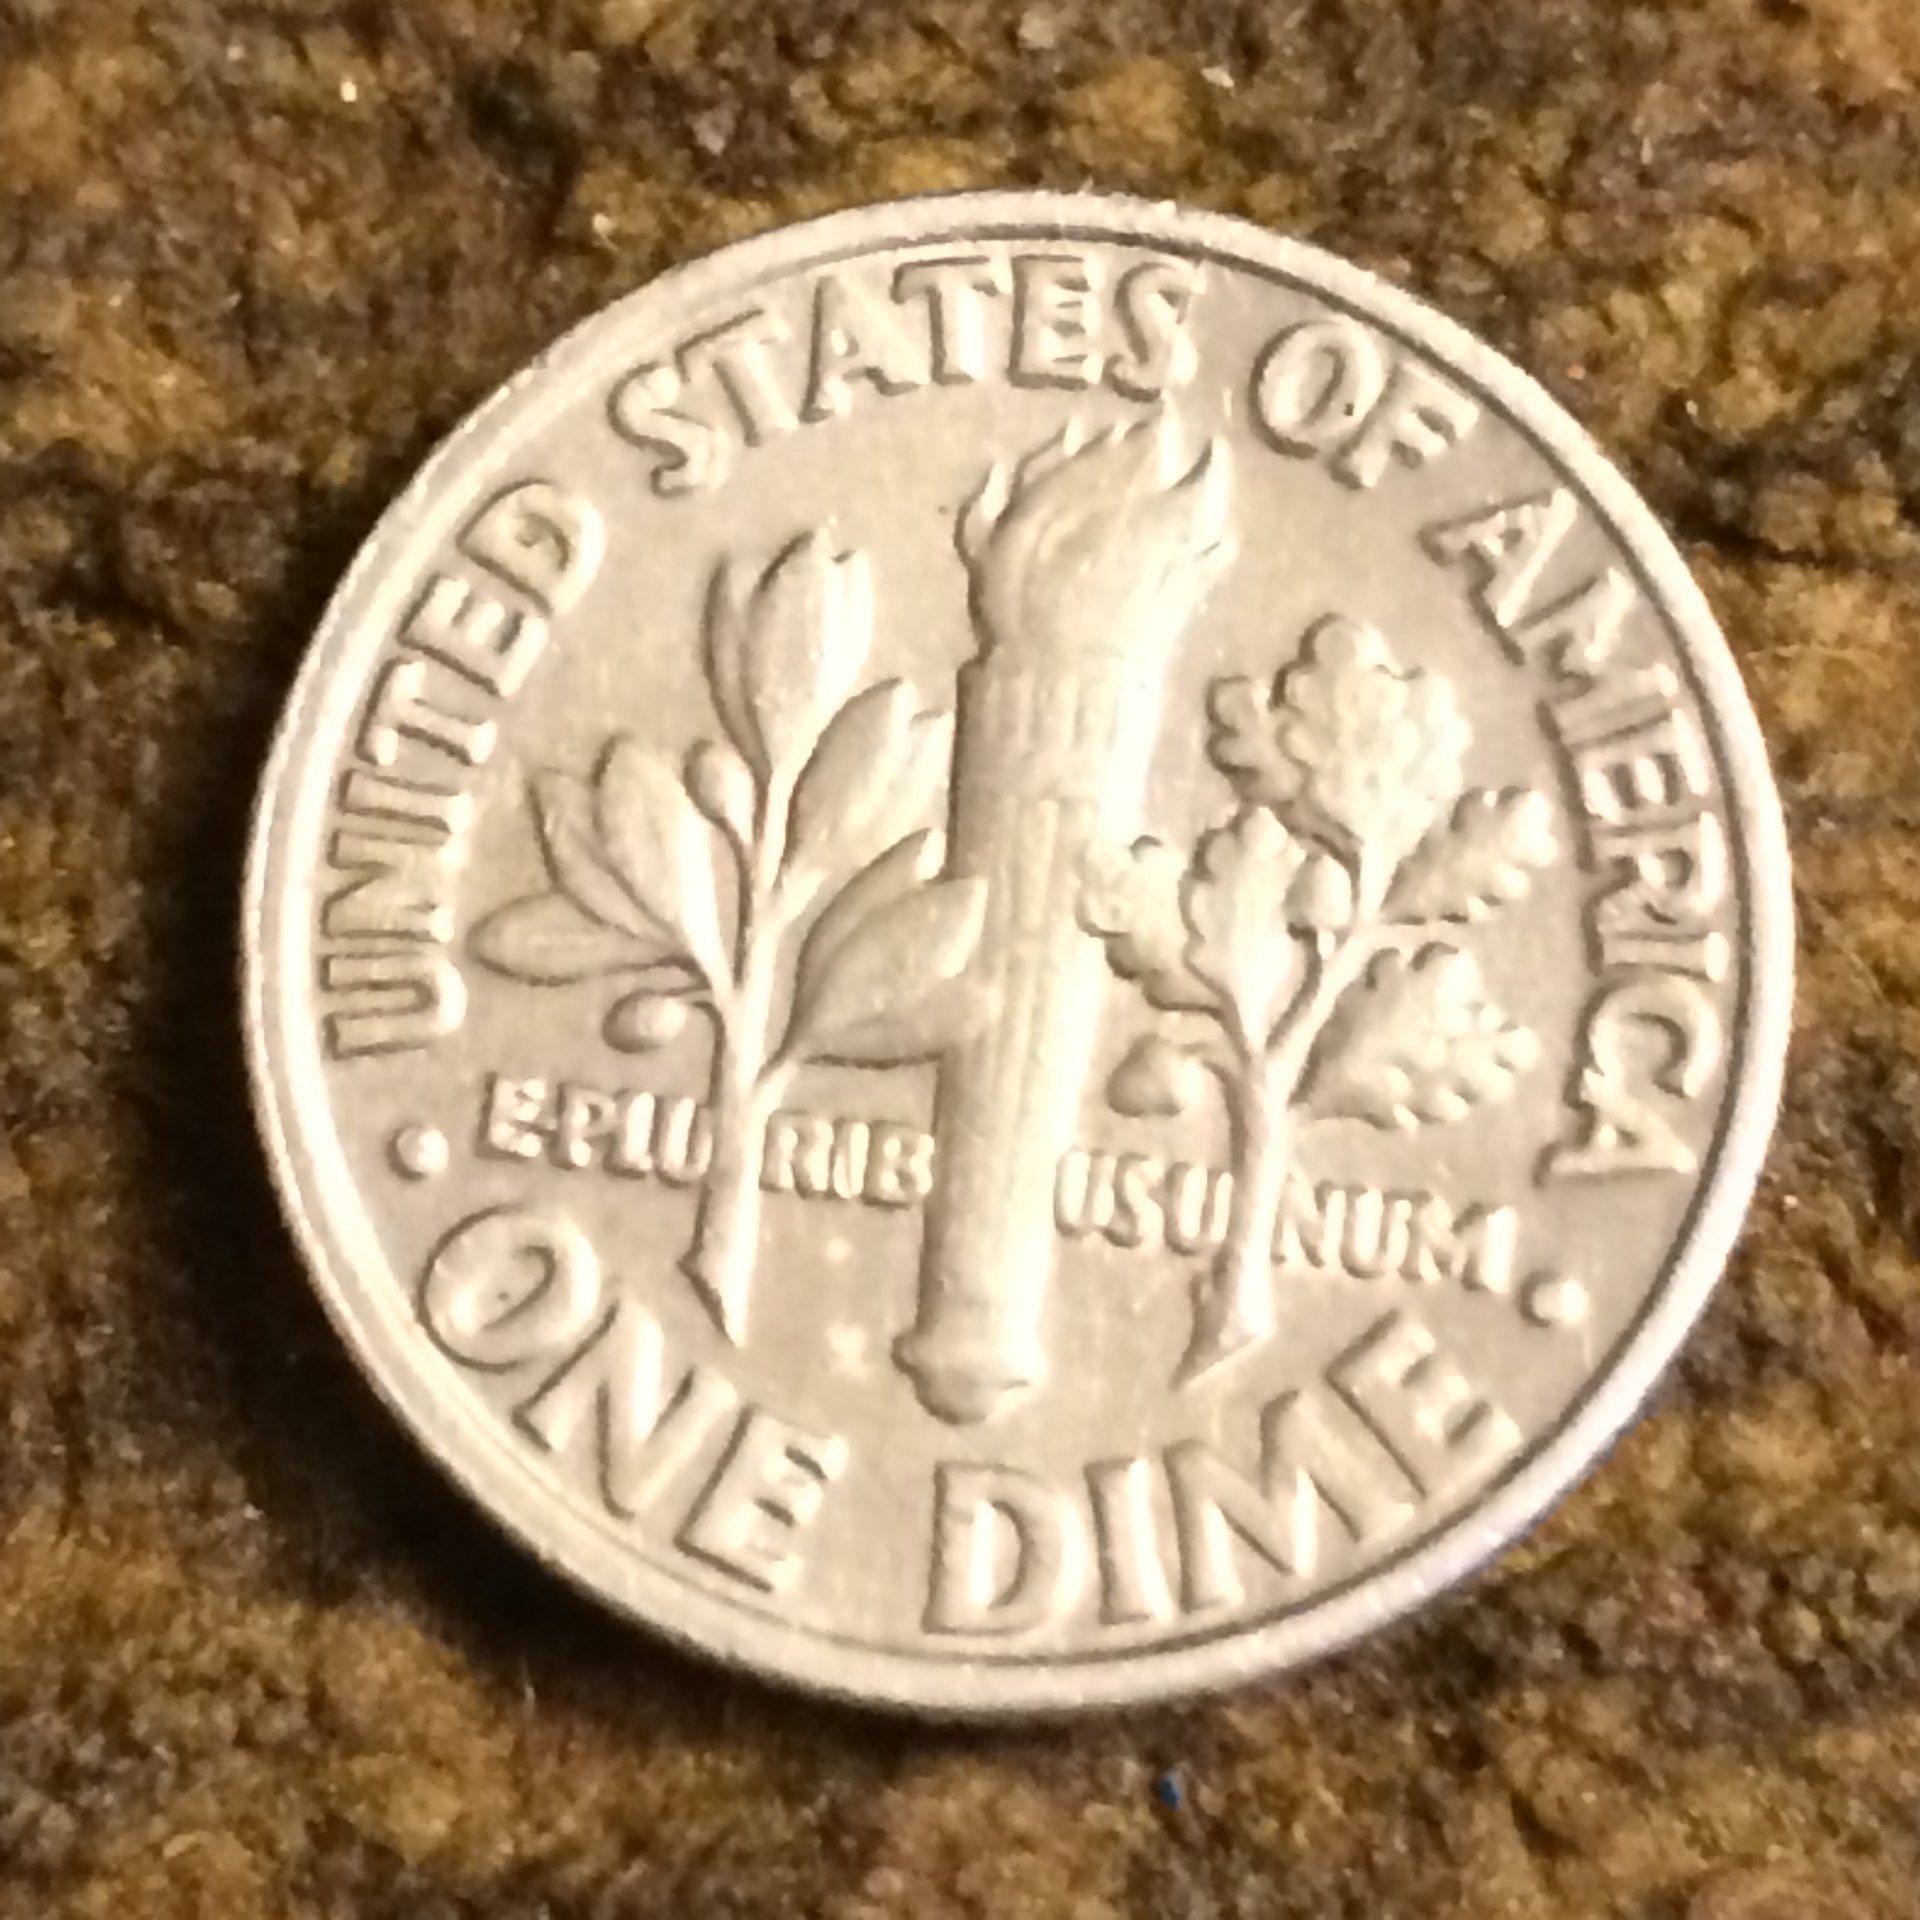 UNITED STATES OF AMERICA
E·PLURIBUS UNUM
ONE DIME